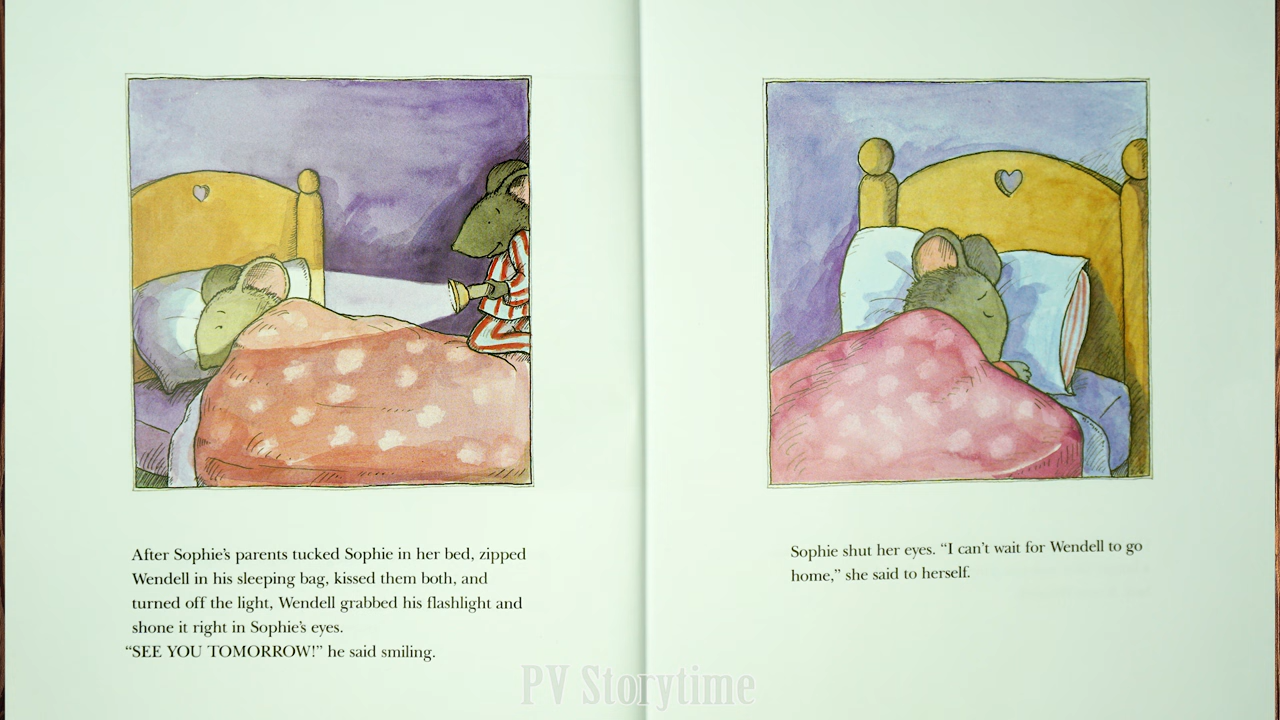 After Sophie's parents tucked Sophie in her bed, zipped
Wendell in his sleeping bag, kissed them both, and
turned off the light, Wendell grabbed his flashlight and
shone it right in Sophie's eyes.
“SEE YOU TOMORROW!” he said smiling.
Sophie shut her eyes. “I can't wait for Wendell to go
home,” she said to herself.
PV Storytime